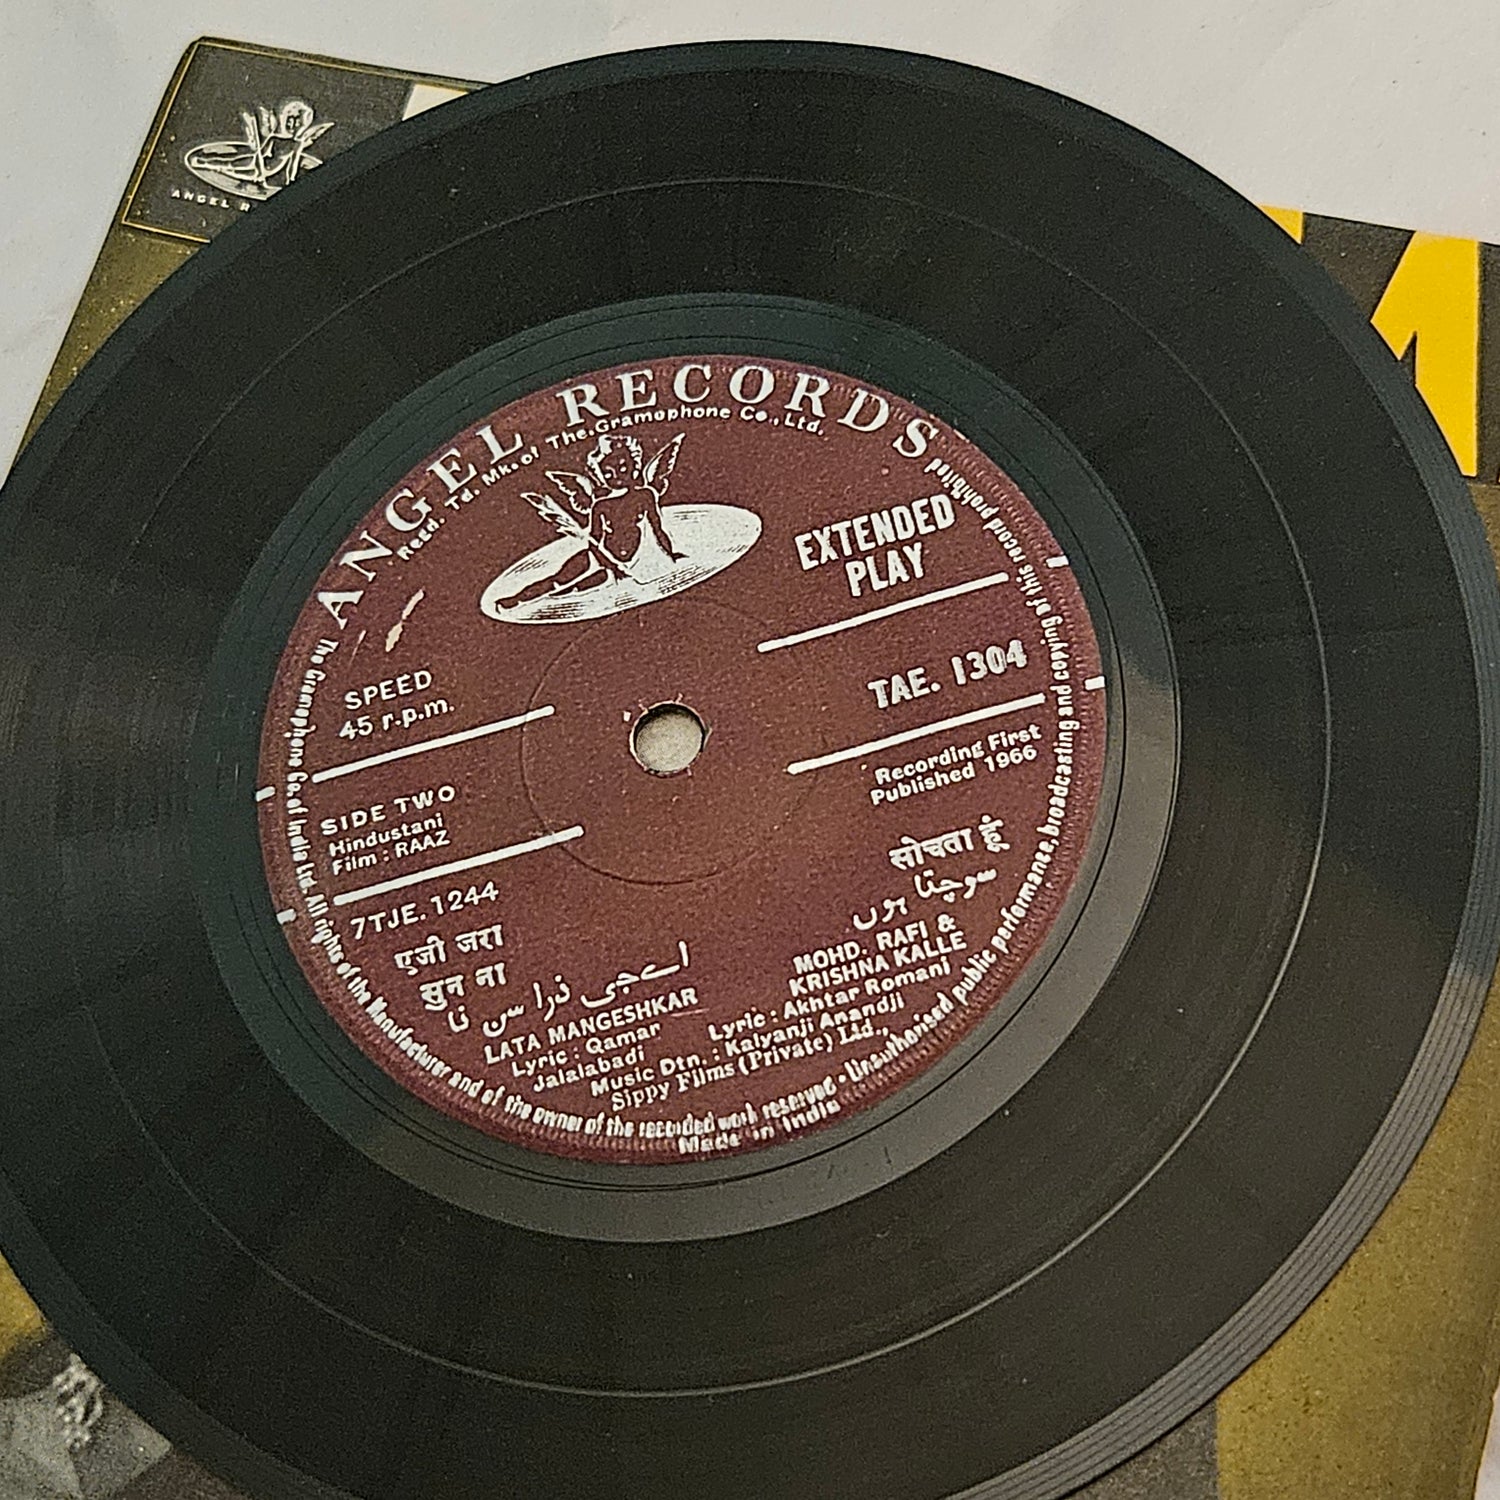 ANGEL R
ANGEL RECORDS
Regd. Td. Mk. of The Gramophone Co., Ltd.
EXTENDED
PLAY
SPEED
45 r.p.m.
TAE. 1304
SIDE TWO
Hindustani
Film : RAAZ
Recording First
Published 1966
7TJE. 1244
एजी जरा
सुन ना
اے جی ذرا سن نا
LATA MANGESHKAR
Lyric : Qamar
Jalalabadi
सोचता हूं
سوچتا ہوں
MOHD. RAFI &
KRISHNA KALLE
Lyric : Akhtar Romani
Music Dtn. : Kalyanji Anandji
Sippy Films (Private) Ltd.,
The Gramophone Co. of India Ltd. All rights of the Manufacturer and of the owner of the recorded work reserved • Unauthorised public performance, broadcasting and copying of this record prohibited
Made in India